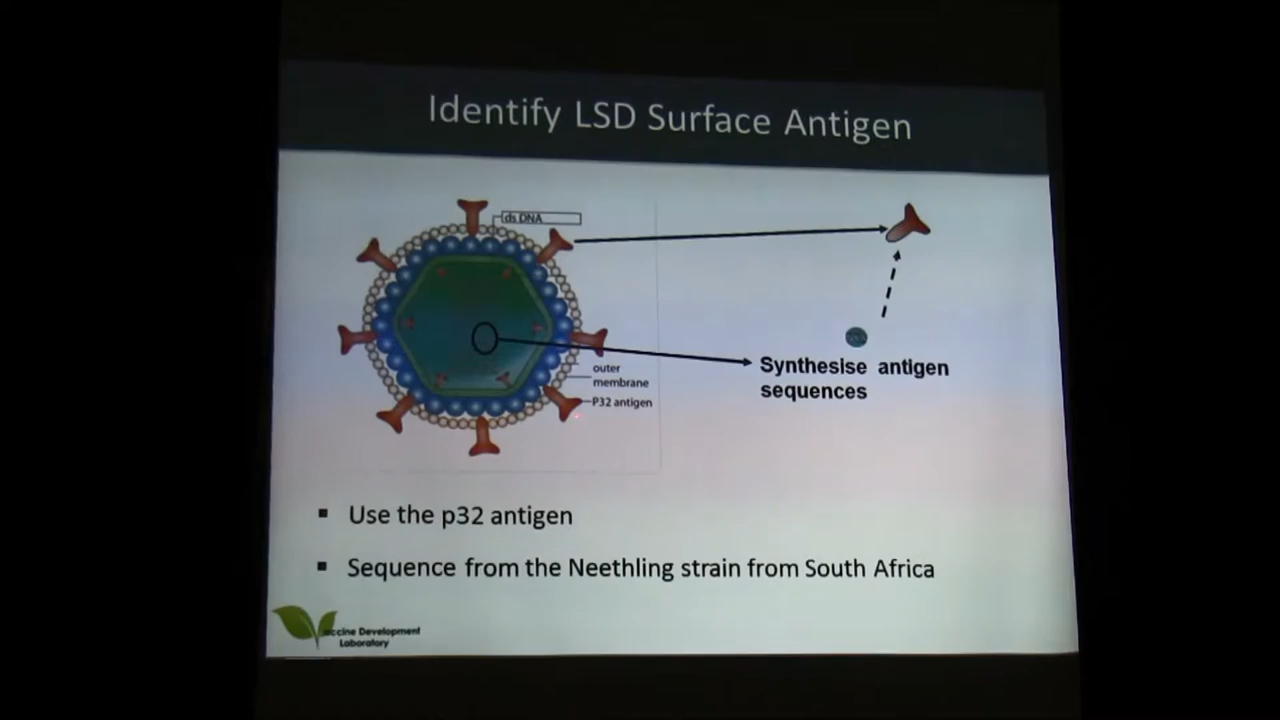 Identify LSD Surface Antigen
ds DNA
outer
membrane
P32 antigen
Synthesise antigen
sequences
▪ Use the p32 antigen
▪ Sequence from the Neethling strain from South Africa
Vaccine Development
Laboratory